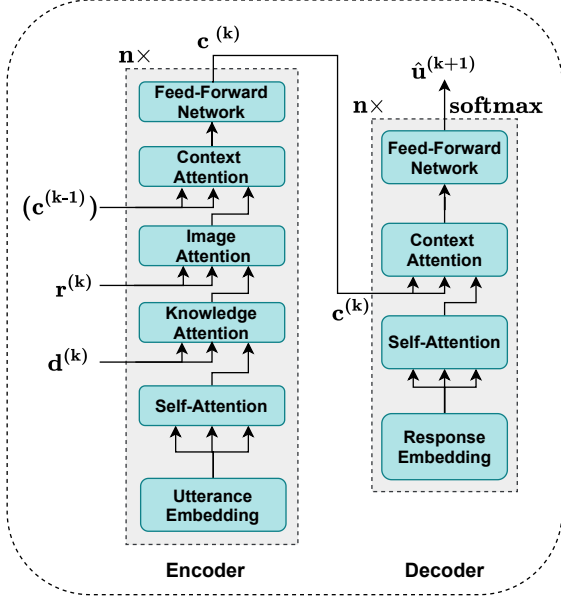 c^(k)
n×
Feed-Forward
Network
Context
Attention
(c^(k-1))
Image
Attention
r^(k)
Knowledge
Attention
d^(k)
Self-Attention
Utterance
Embedding
Encoder
û^(k+1)
n×
softmax
Feed-Forward
Network
Context
Attention
c^(k)
Self-Attention
Response
Embedding
Decoder